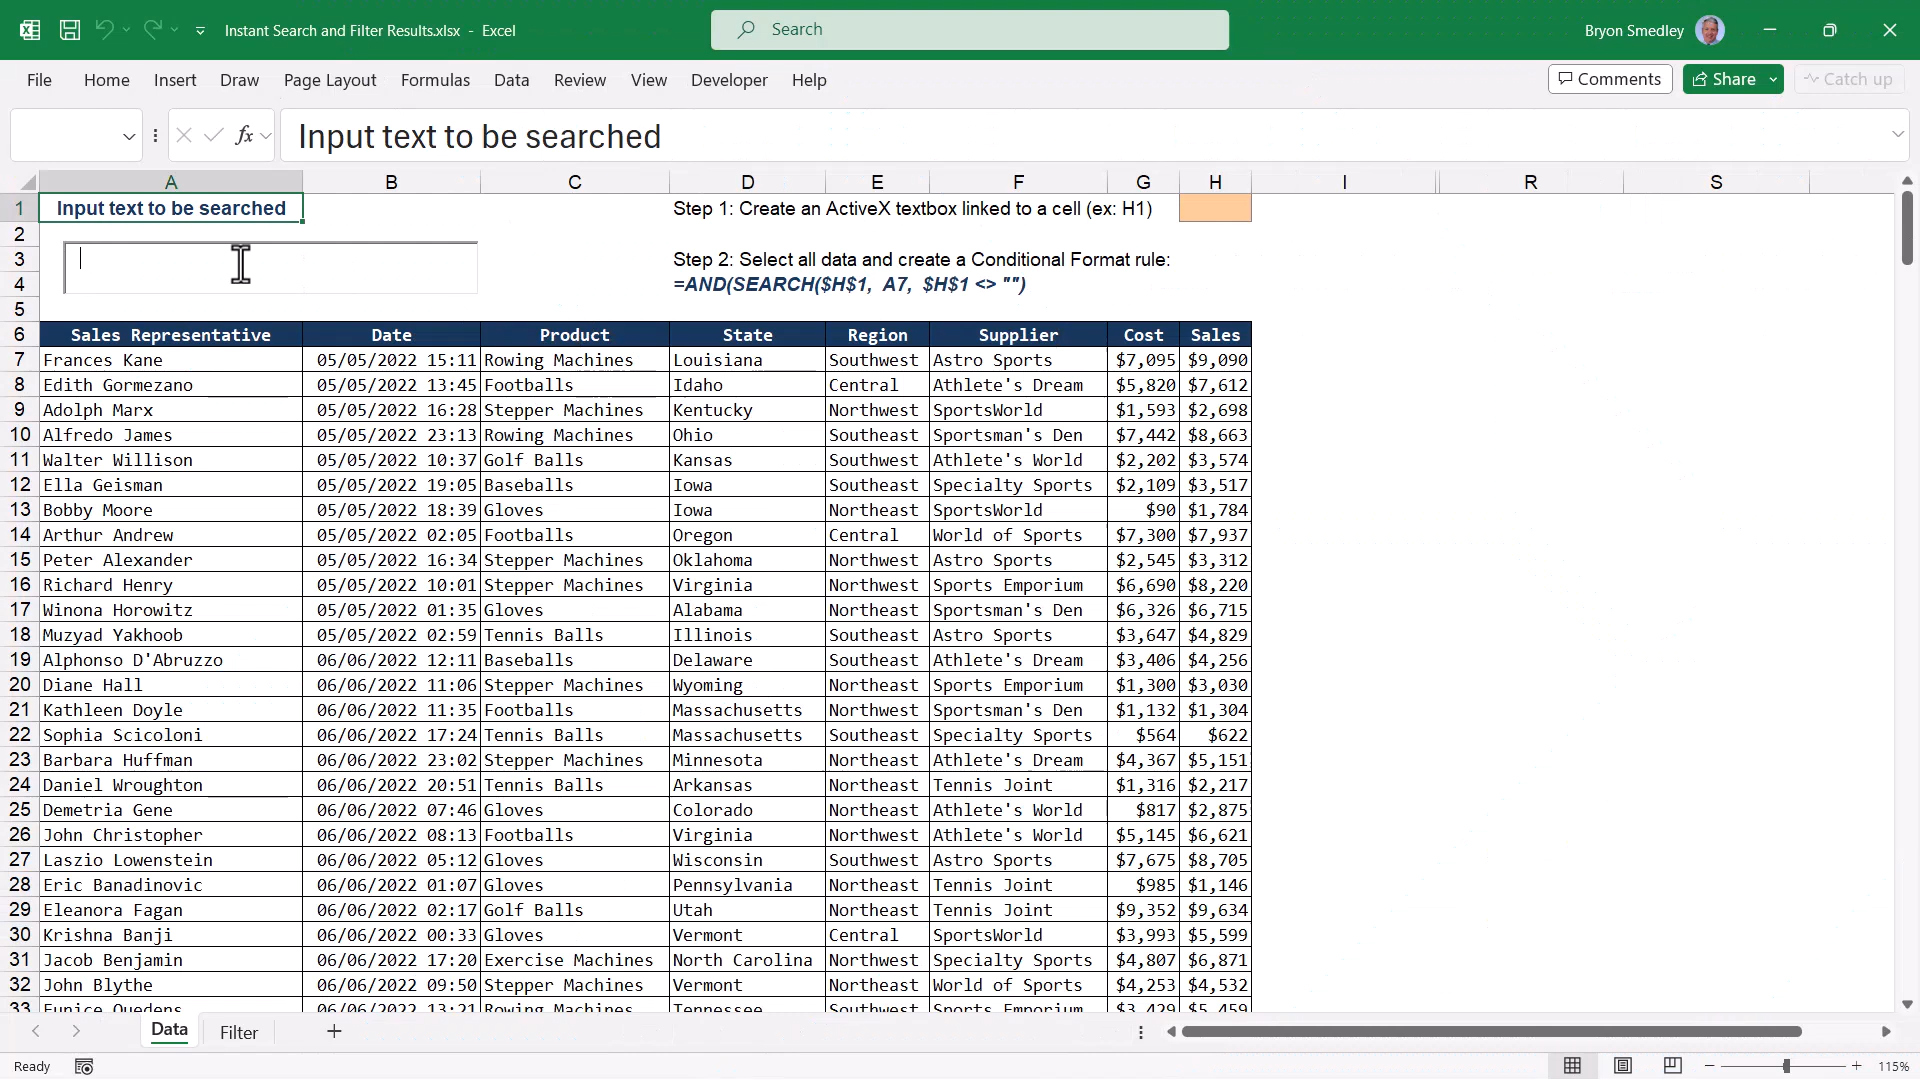 Instant Search and Filter Results.xlsx - Excel
Search
Bryon Smedley
File Home Insert Draw Page Layout Formulas Data Review View Developer Help
Comments Share Catch up
fx Input text to be searched
A B C D E F G H I R S
1 Input text to be searched Step 1: Create an ActiveX textbox linked to a cell (ex: H1)
2
3 Step 2: Select all data and create a Conditional Format rule:
4 =AND(SEARCH($H$1, A7, $H$1 <> "")
5
6 Sales Representative Date Product State Region Supplier Cost Sales
7 Frances Kane 05/05/2022 15:11 Rowing Machines Louisiana Southwest Astro Sports $7,095 $9,090
8 Edith Gormezano 05/05/2022 13:45 Footballs Idaho Central Athlete's Dream $5,820 $7,612
9 Adolph Marx 05/05/2022 16:28 Stepper Machines Kentucky Northwest SportsWorld $1,593 $2,698
10 Alfredo James 05/05/2022 23:13 Rowing Machines Ohio Southeast Sportsman's Den $7,442 $8,663
11 Walter Willison 05/05/2022 10:37 Golf Balls Kansas Southwest Athlete's World $2,202 $3,574
12 Ella Geisman 05/05/2022 19:05 Baseballs Iowa Southeast Specialty Sports $2,109 $3,517
13 Bobby Moore 05/05/2022 18:39 Gloves Iowa Northeast SportsWorld $90 $1,784
14 Arthur Andrew 05/05/2022 02:05 Footballs Oregon Central World of Sports $7,300 $7,937
15 Peter Alexander 05/05/2022 16:34 Stepper Machines Oklahoma Northwest Astro Sports $2,545 $3,312
16 Richard Henry 05/05/2022 10:01 Stepper Machines Virginia Northwest Sports Emporium $6,690 $8,220
17 Winona Horowitz 05/05/2022 01:35 Gloves Alabama Northeast Sportsman's Den $6,326 $6,715
18 Muzyad Yakhoob 05/05/2022 02:59 Tennis Balls Illinois Southeast Astro Sports $3,647 $4,829
19 Alphonso D'Abruzzo 06/06/2022 12:11 Baseballs Delaware Southeast Athlete's Dream $3,406 $4,256
20 Diane Hall 06/06/2022 11:06 Stepper Machines Wyoming Northeast Sports Emporium $1,300 $3,030
21 Kathleen Doyle 06/06/2022 11:35 Footballs Massachusetts Northwest Sportsman's Den $1,132 $1,304
22 Sophia Scicoloni 06/06/2022 17:24 Tennis Balls Massachusetts Southeast Specialty Sports $564 $622
23 Barbara Huffman 06/06/2022 23:02 Stepper Machines Minnesota Northeast Athlete's Dream $4,367 $5,151
24 Daniel Wroughton 06/06/2022 20:51 Tennis Balls Arkansas Northeast Tennis Joint $1,316 $2,217
25 Demetria Gene 06/06/2022 07:46 Gloves Colorado Northeast Athlete's World $817 $2,875
26 John Christopher 06/06/2022 08:13 Footballs Virginia Northwest Athlete's World $5,145 $6,621
27 Laszio Lowenstein 06/06/2022 05:12 Gloves Wisconsin Southwest Astro Sports $7,675 $8,705
28 Eric Banadinovic 06/06/2022 01:07 Gloves Pennsylvania Northeast Tennis Joint $985 $1,146
29 Eleanora Fagan 06/06/2022 02:17 Golf Balls Utah Northeast Tennis Joint $9,352 $9,634
30 Krishna Banji 06/06/2022 00:33 Gloves Vermont Central SportsWorld $3,993 $5,599
31 Jacob Benjamin 06/06/2022 17:20 Exercise Machines North Carolina Northwest Specialty Sports $4,807 $6,871
32 John Blythe 06/06/2022 09:50 Stepper Machines Vermont Northwest World of Sports $4,253 $4,532
33 Eunice Quedens 06/06/2022 13:21 Rowing Machines Tennessee Southwest Sports Emporium $3,429 $5,459
Data Filter
Ready 115%